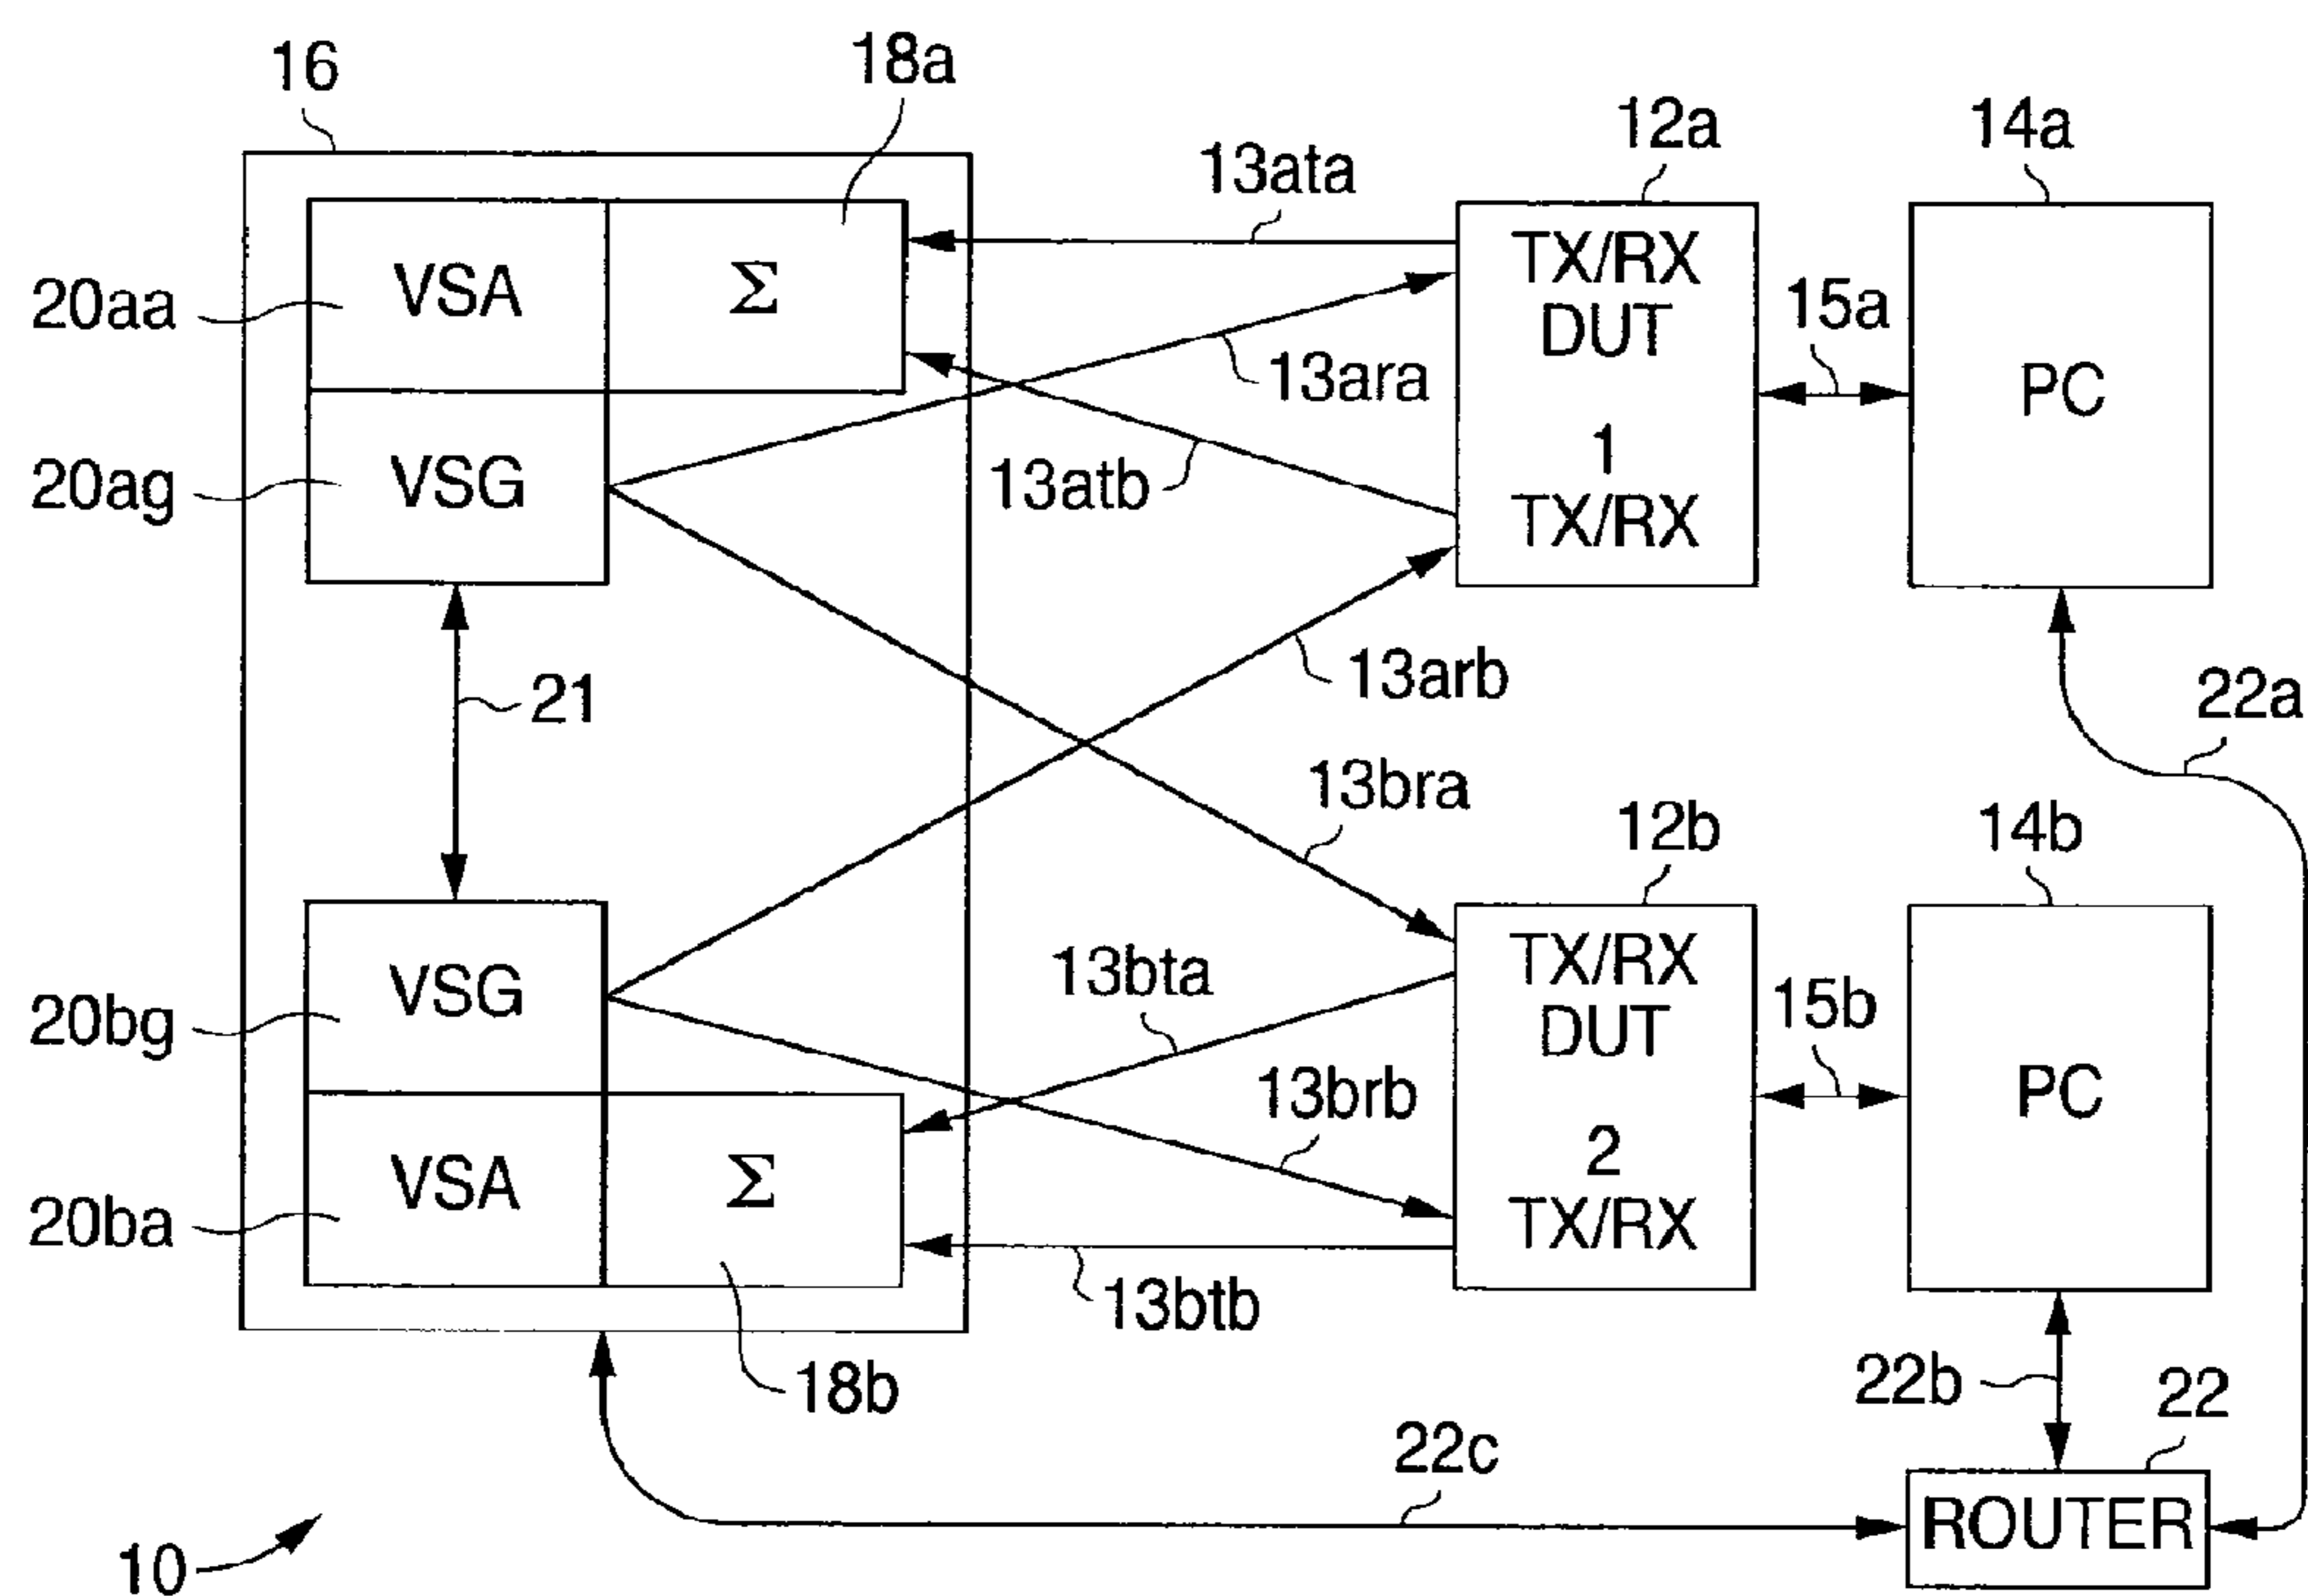 16
18a
12a
14a
13ata
20aa
VSA
Σ
TX/RX
DUT
1
TX/RX
15a
PC
13ara
20ag
VSG
13atb
21
13arb
22a
13bra
12b
14b
20bg
VSG
13bta
TX/RX
DUT
2
TX/RX
15b
PC
13brb
20ba
VSA
Σ
13btb
18b
22b
22
22c
ROUTER
10